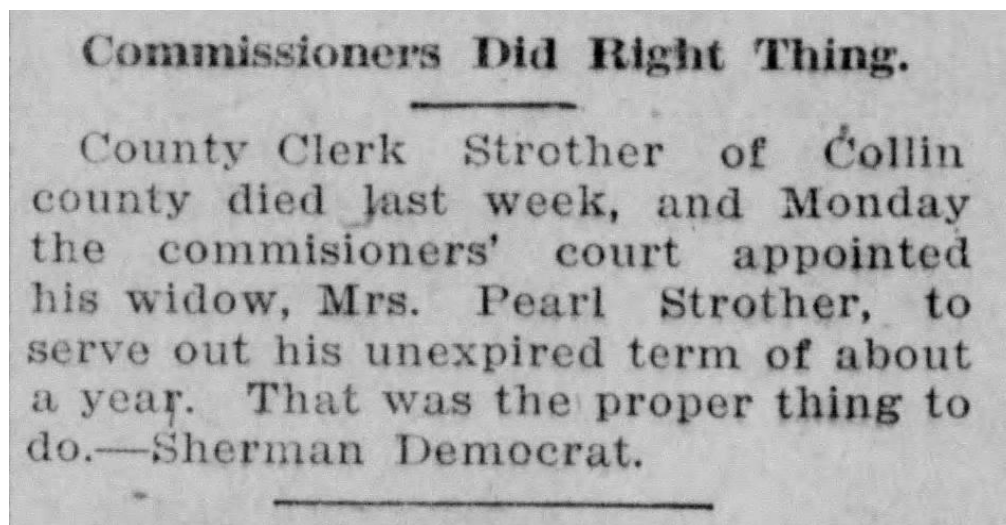 Commissioners Did Right Thing.
County Clerk Strother of Collin
county died last week, and Monday
the commisioners' court appointed
his widow, Mrs. Pearl Strother, to
serve out his unexpired term of about
a year. That was the proper thing to
do.—Sherman Democrat.